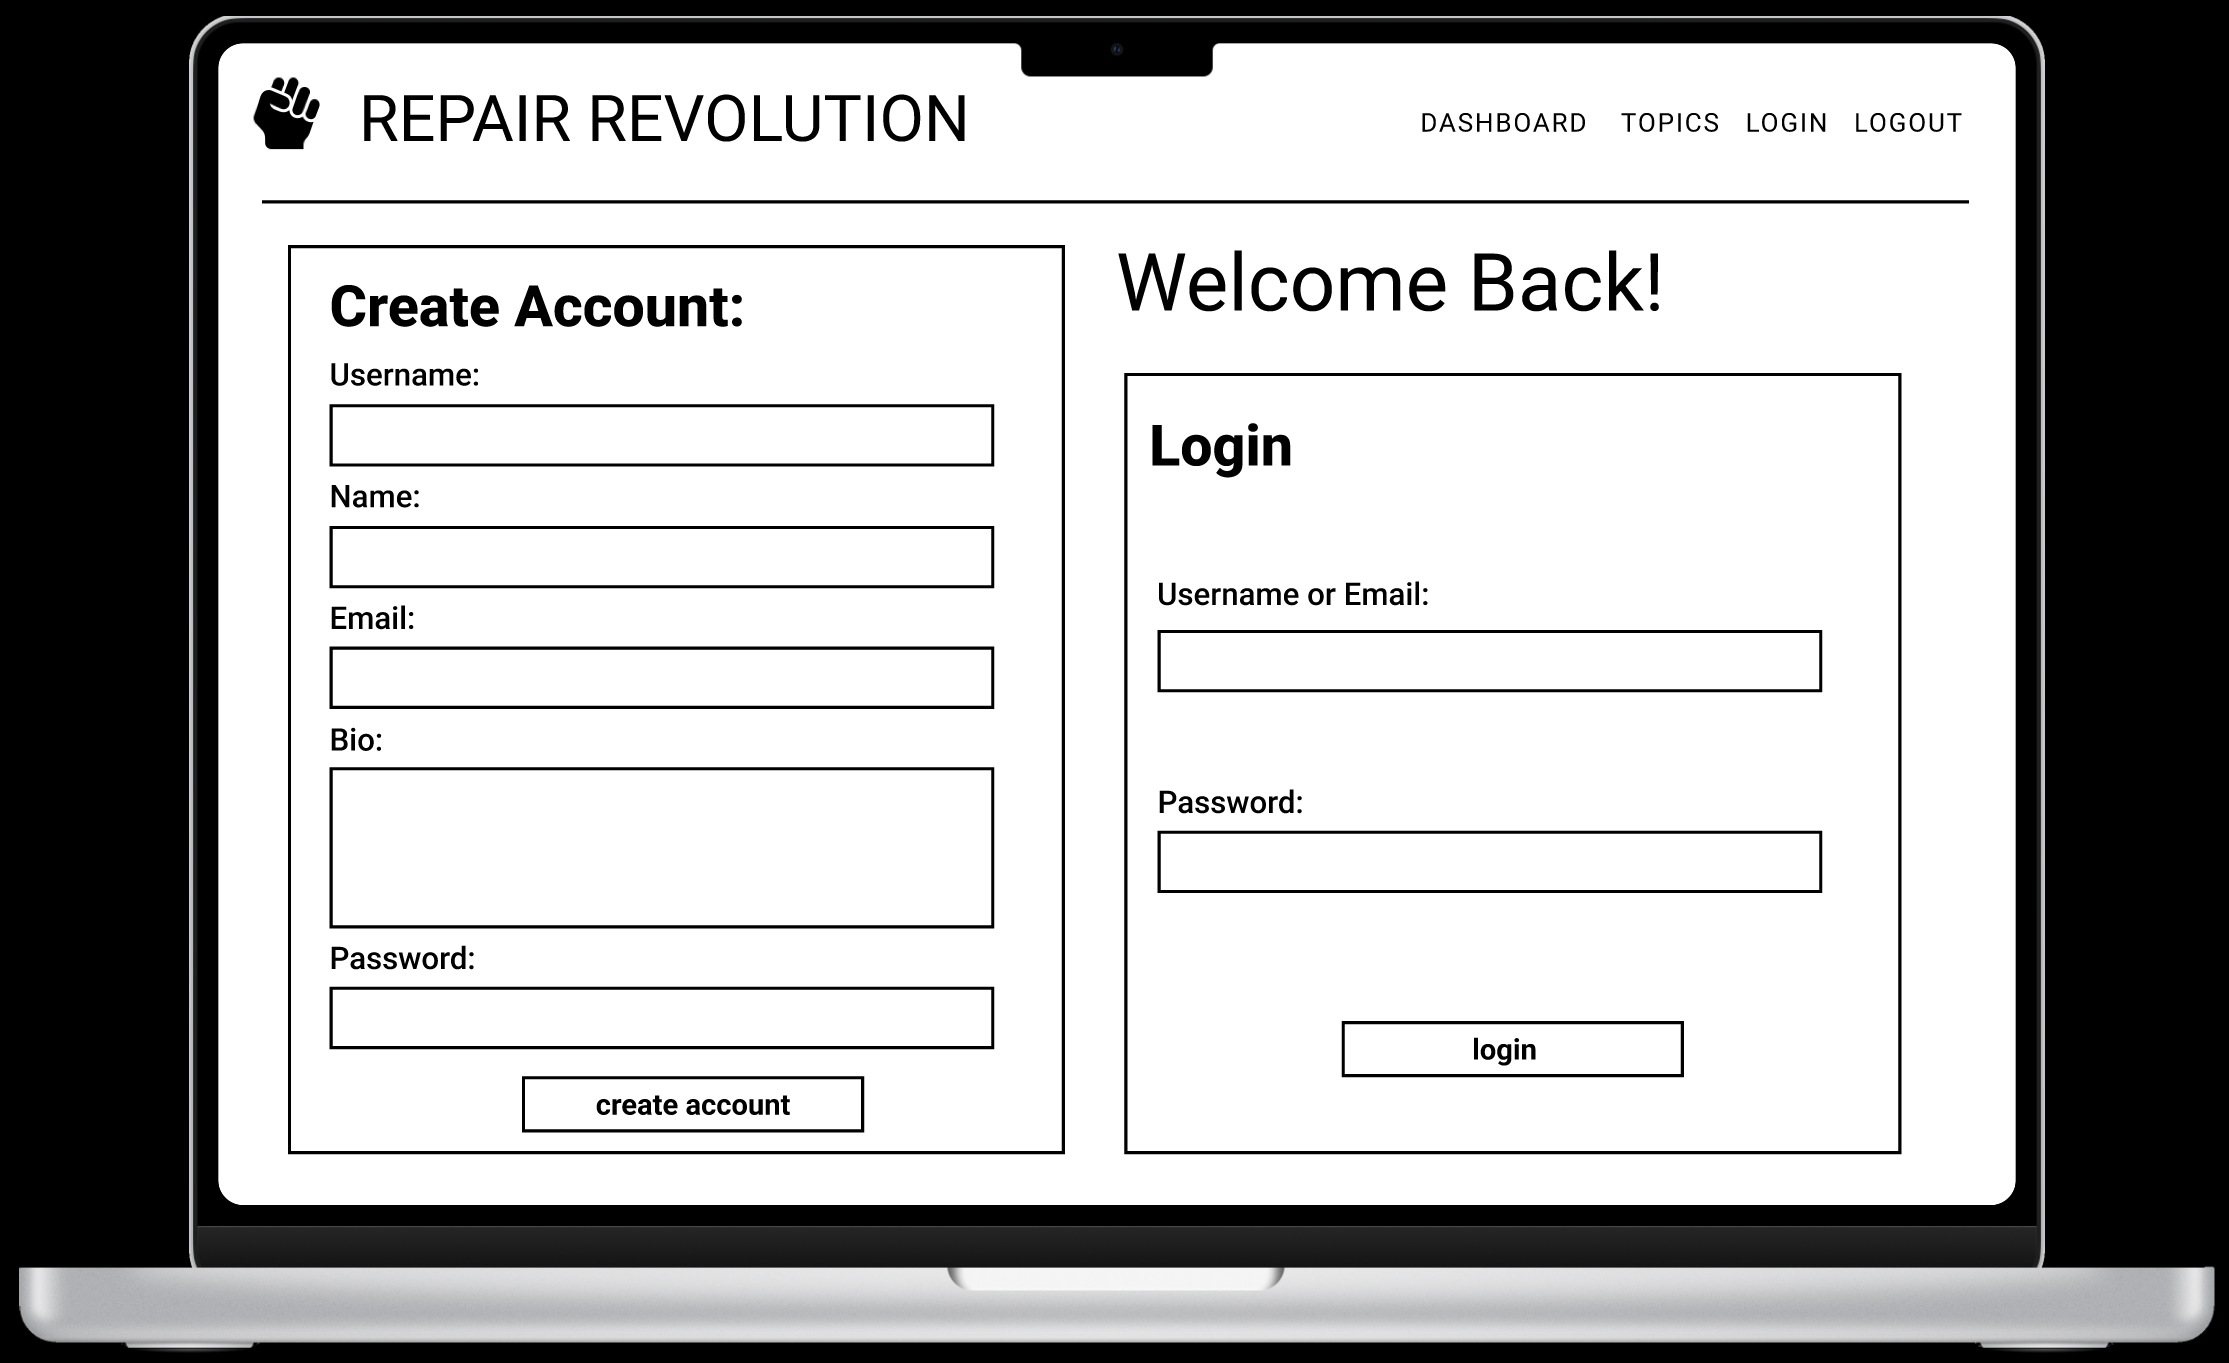 REPAIR REVOLUTION
DASHBOARD TOPICS LOGIN LOGOUT
Create Account:
Username:
Name:
Email:
Bio:
Password:
create account
Welcome Back!
Login
Username or Email:
Password:
login